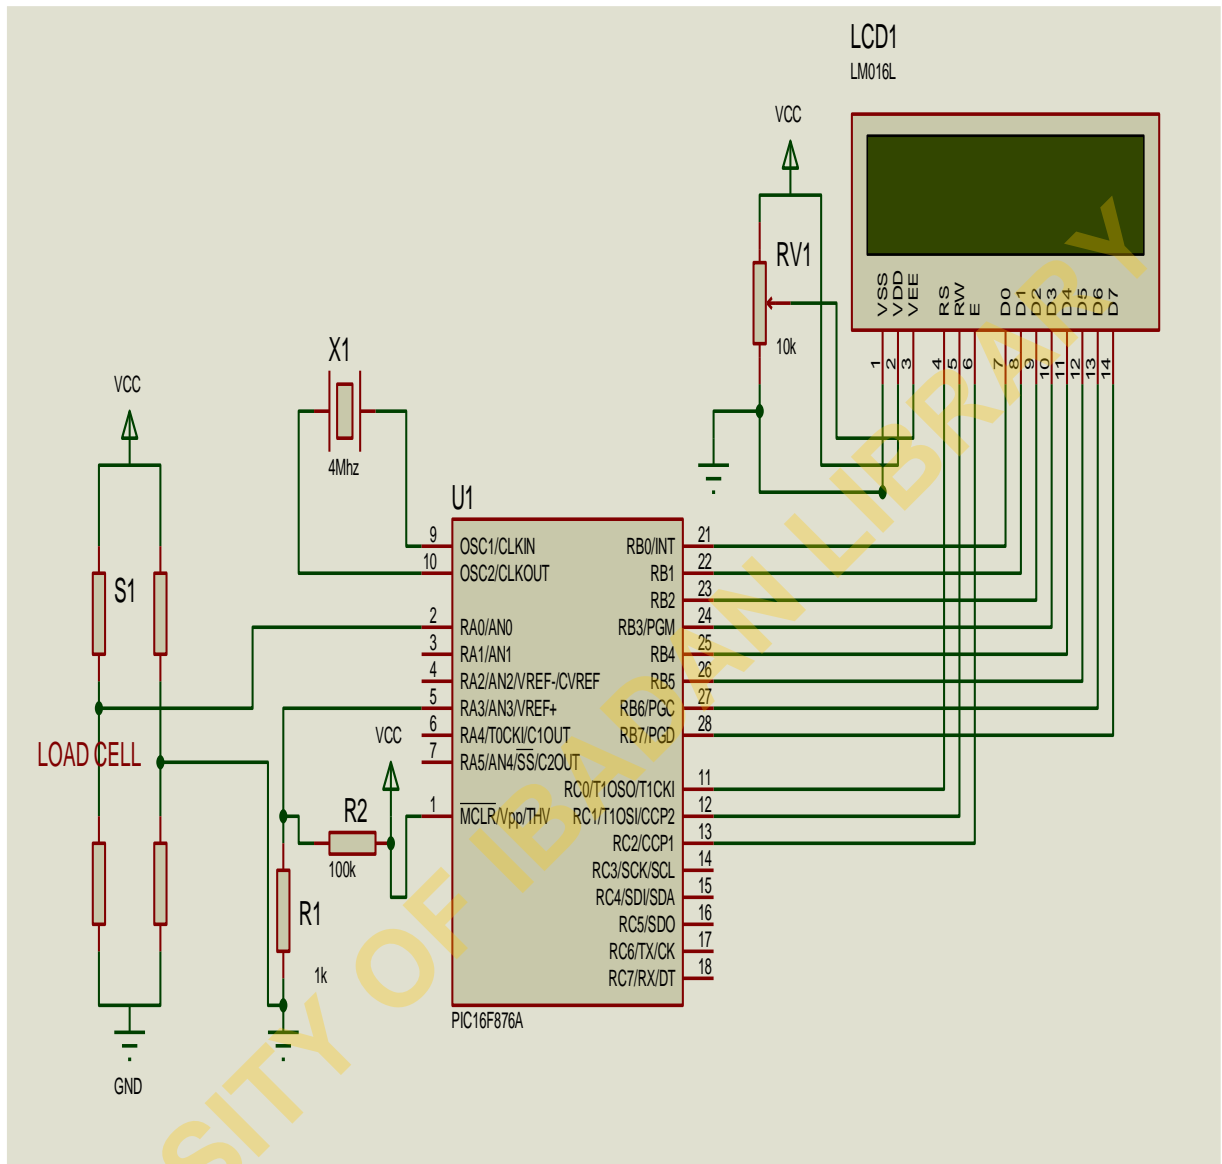 LCD1
LM016L
VCC
RV1
10k
VSS
VDD
VEE
RS
RW
E
D0
D1
D2
D3
D4
D5
D6
D7
1
2
3
4
5
6
7
8
9
10
11
12
13
14
X1
4Mhz
VCC
S1
LOAD CELL
GND
U1
9 OSC1/CLKIN RB0/INT 21
10 OSC2/CLKOUT RB1 22
RB2 23
2 RA0/AN0 RB3/PGM 24
3 RA1/AN1 RB4 25
4 RA2/AN2/VREF-/CVREF RB5 26
5 RA3/AN3/VREF+ RB6/PGC 27
6 RA4/T0CKI/C1OUT RB7/PGD 28
7 RA5/AN4/SS/C2OUT
RC0/T1OSO/T1CKI 11
1 MCLR/Vpp/THV RC1/T1OSI/CCP2 12
RC2/CCP1 13
RC3/SCK/SCL 14
RC4/SDI/SDA 15
RC5/SDO 16
RC6/TX/CK 17
RC7/RX/DT 18
PIC16F876A
VCC
R2
100k
R1
1k
SITY OF IBADAN LIBRARY